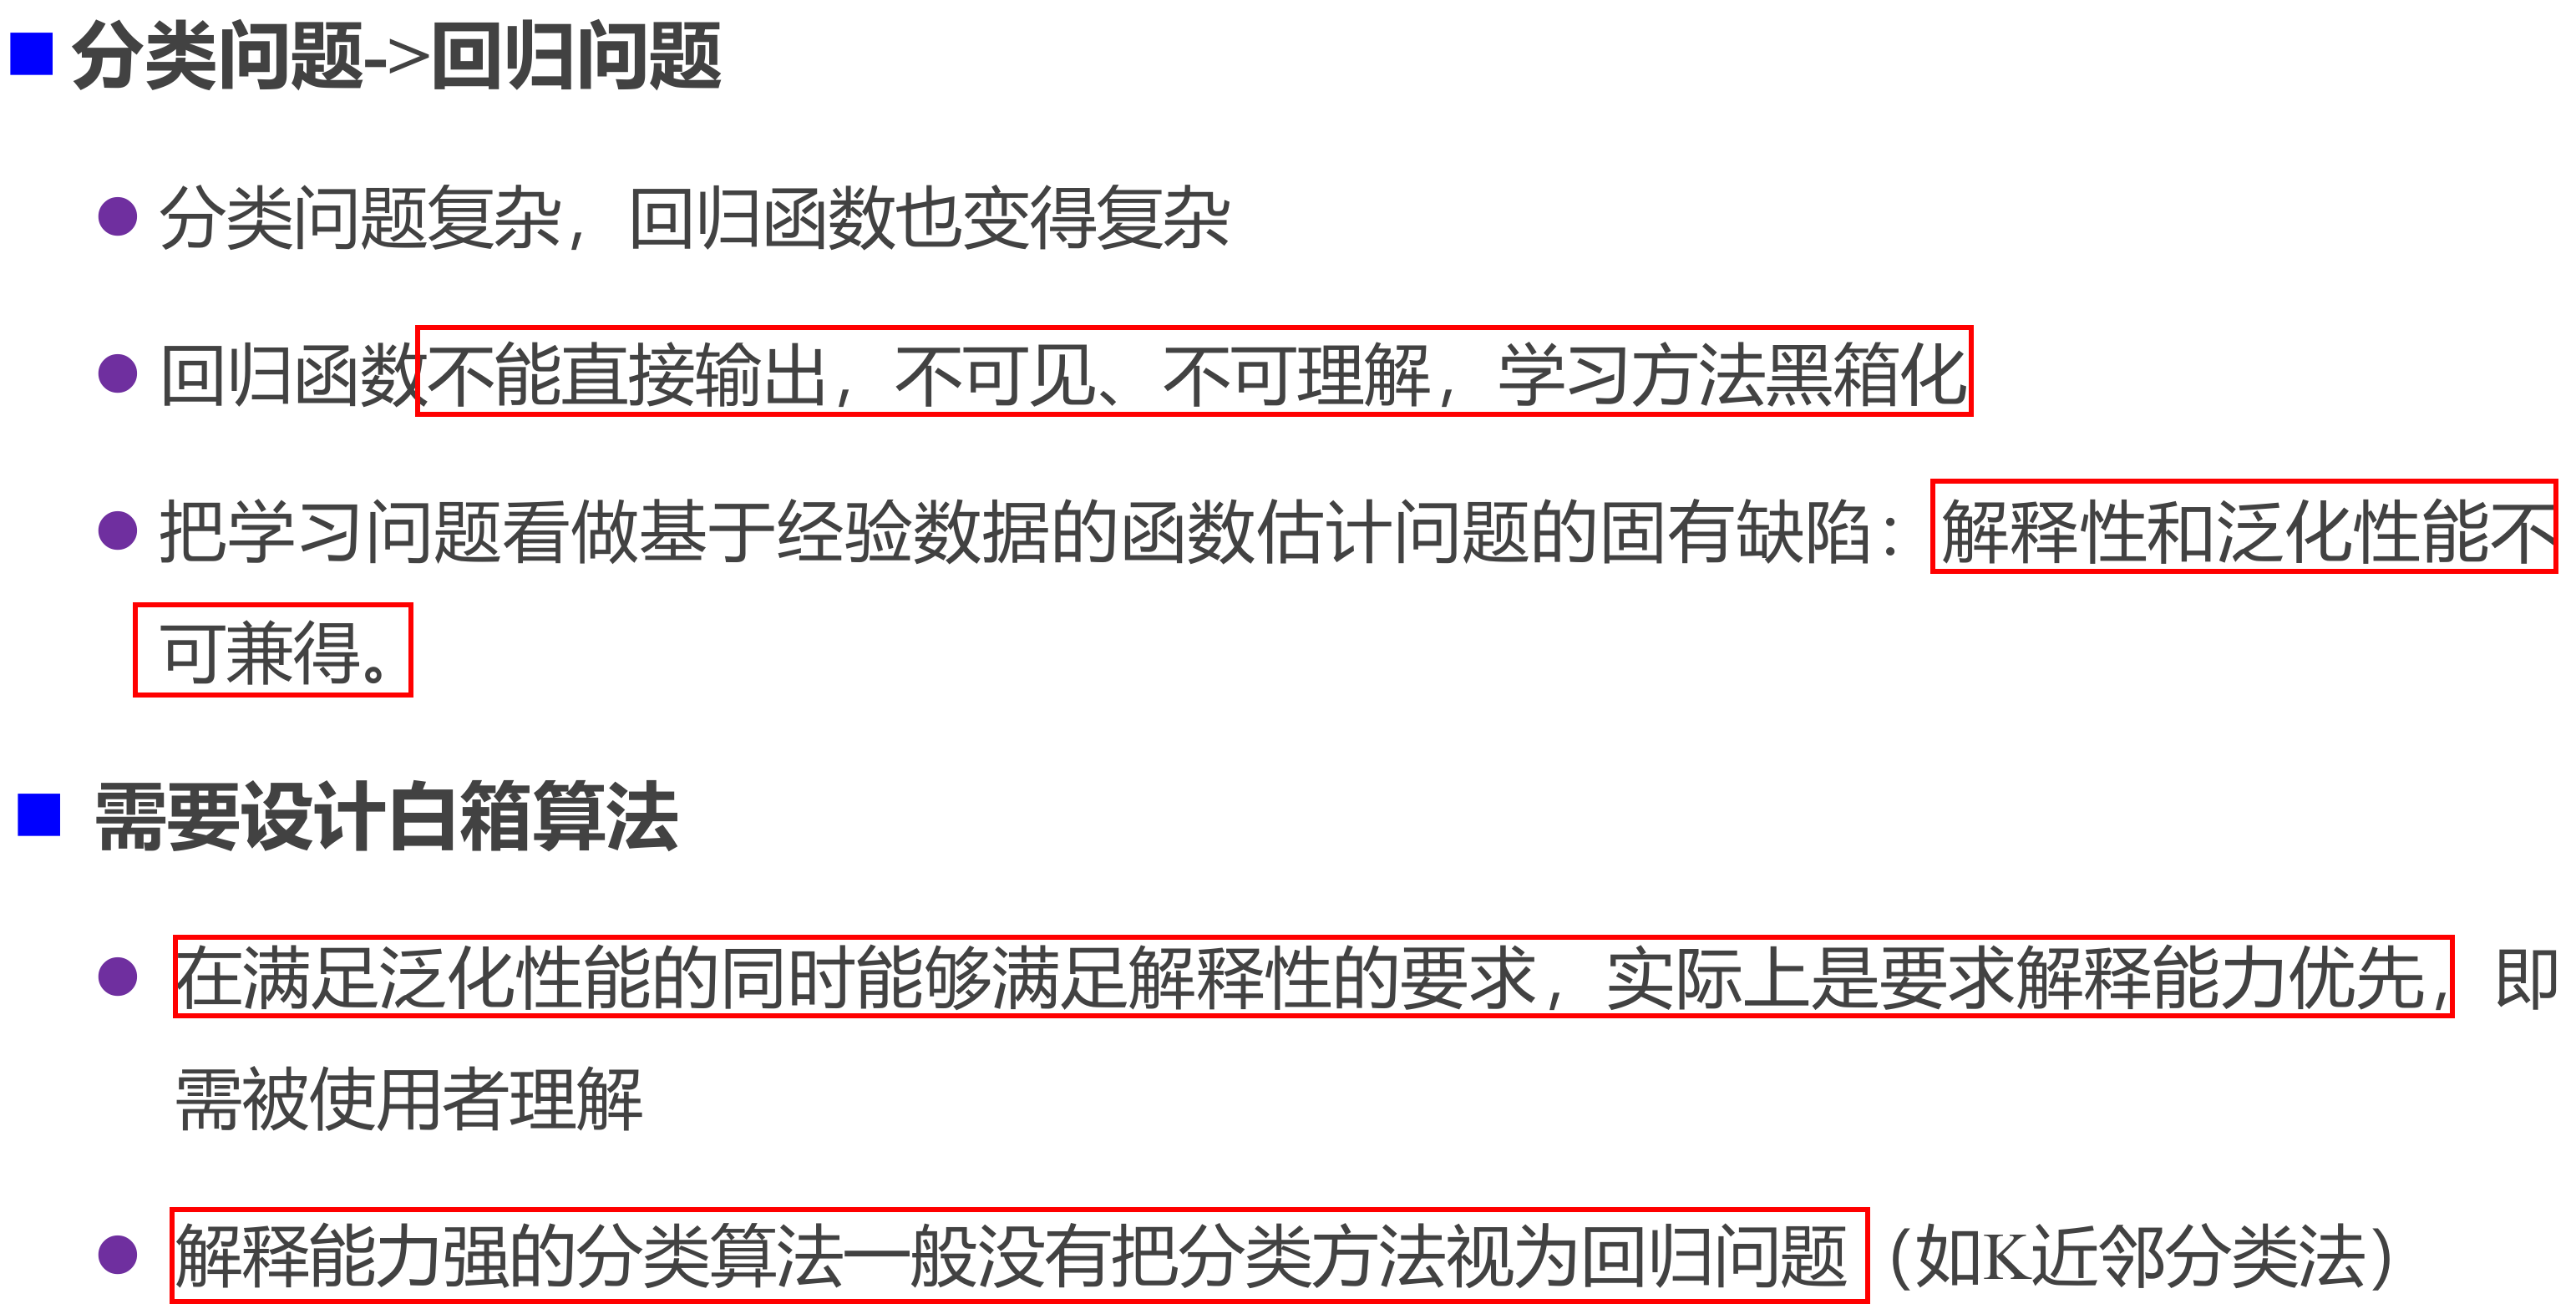 分类问题->回归问题
分类问题复杂，回归函数也变得复杂
回归函数不能直接输出，不可见、不可理解，学习方法黑箱化
把学习问题看做基于经验数据的函数估计问题的固有缺陷：解释性和泛化性能不
可兼得。
需要设计白箱算法
在满足泛化性能的同时能够满足解释性的要求，实际上是要求解释能力优先，即
需被使用者理解
解释能力强的分类算法一般没有把分类方法视为回归问题（如K近邻分类法）